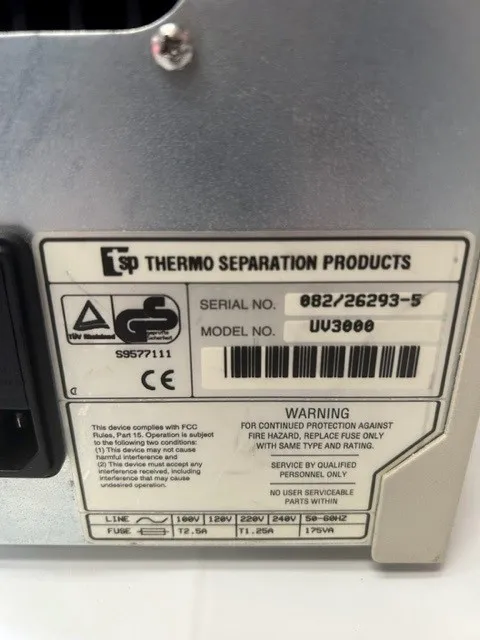 tsp THERMO SEPARATION PRODUCTS
SERIAL NO. 082/26293-5
MODEL NO. UV3000
TÜV Rheinland
GS
S9577111
CE
This device complies with FCC
Rules, Part 15. Operation is subject
to the following two conditions:
(1) This device may not cause
harmful interference and
(2) This device must accept any
interference received, including
interference that may cause
undesired operation.
WARNING
FOR CONTINUED PROTECTION AGAINST
FIRE HAZARD, REPLACE FUSE ONLY
WITH SAME TYPE AND RATING.
SERVICE BY QUALIFIED
PERSONNEL ONLY
NO USER SERVICEABLE
PARTS WITHIN
LINE 100V 120V 220V 240V 50-60HZ
FUSE T2.5A T1.25A 175VA